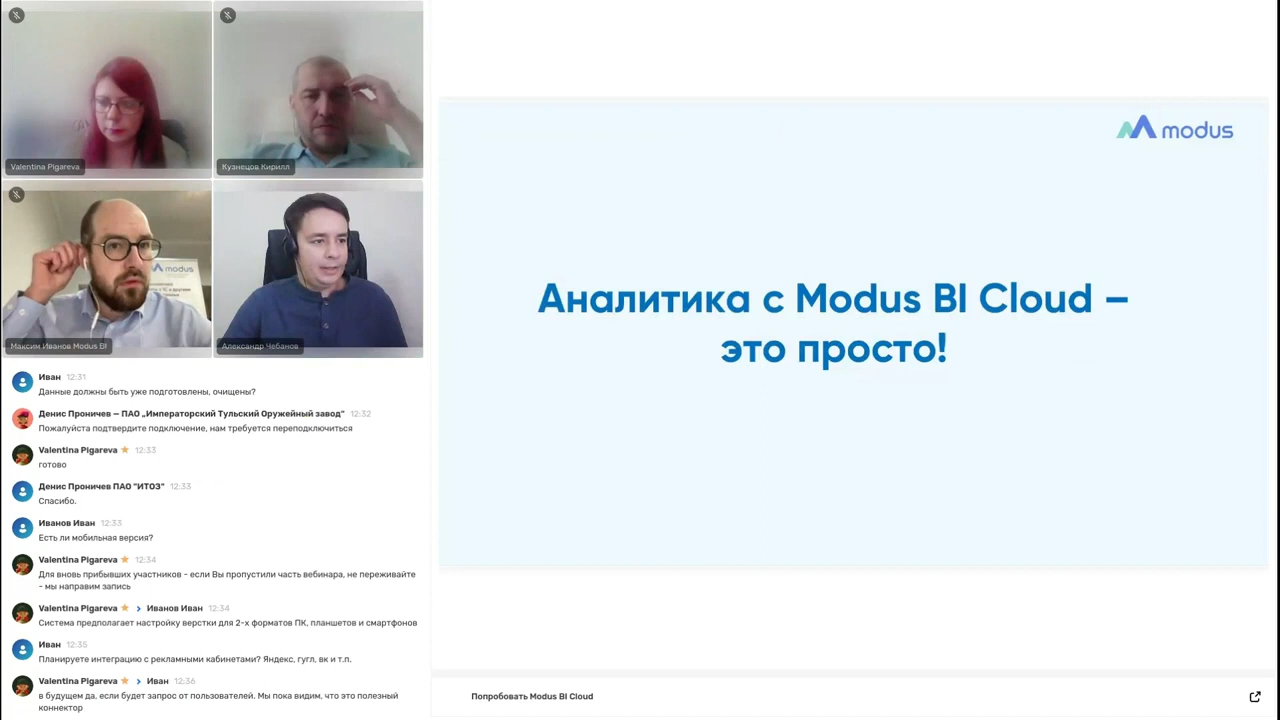 Valentina Pigareva
Кузнецов Кирилл
modus
Максим Иванов Modus BI
Александр Чебанов
Иван 12:31
Данные должны быть уже подготовлены, очищены?
Денис Проничев — ПАО „Императорский Тульский Оружейный завод" 12:32
Пожалуйста подтвердите подключение, нам требуется переподключиться
Valentina Pigareva 12:33
готово
Денис Проничев ПАО "ИТОЗ" 12:33
Спасибо.
Иванов Иван 12:33
Есть ли мобильная версия?
Valentina Pigareva 12:34
Для вновь прибывших участников - если Вы пропустили часть вебинара, не переживайте
- мы направим запись
Valentina Pigareva › Иванов Иван 12:34
Система предполагает настройку верстки для 2-х форматов ПК, планшетов и смартфонов
Иван 12:35
Планируете интеграцию с рекламными кабинетами? Яндекс, гугл, вк и т.п.
Valentina Pigareva › Иван 12:36
в будущем да, если будет запрос от пользователей. Мы пока видим, что это полезный
коннектор
modus
Аналитика с Modus BI Cloud –
это просто!
Попробовать Modus BI Cloud